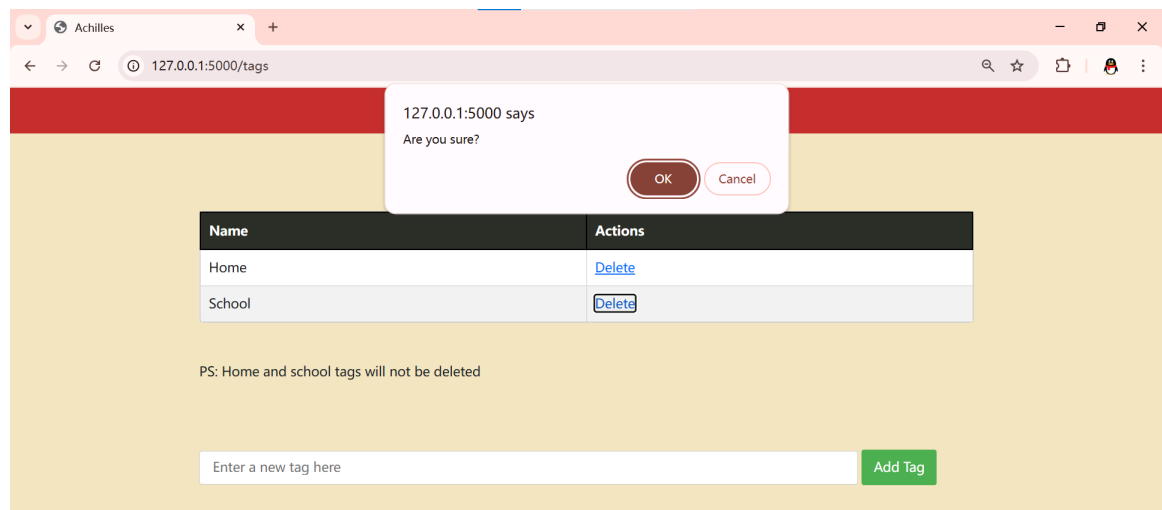 Achilles
127.0.0.1:5000/tags
127.0.0.1:5000 says
Are you sure?
OK Cancel
Name Actions
Home Delete
School Delete
PS: Home and school tags will not be deleted
Enter a new tag here Add Tag